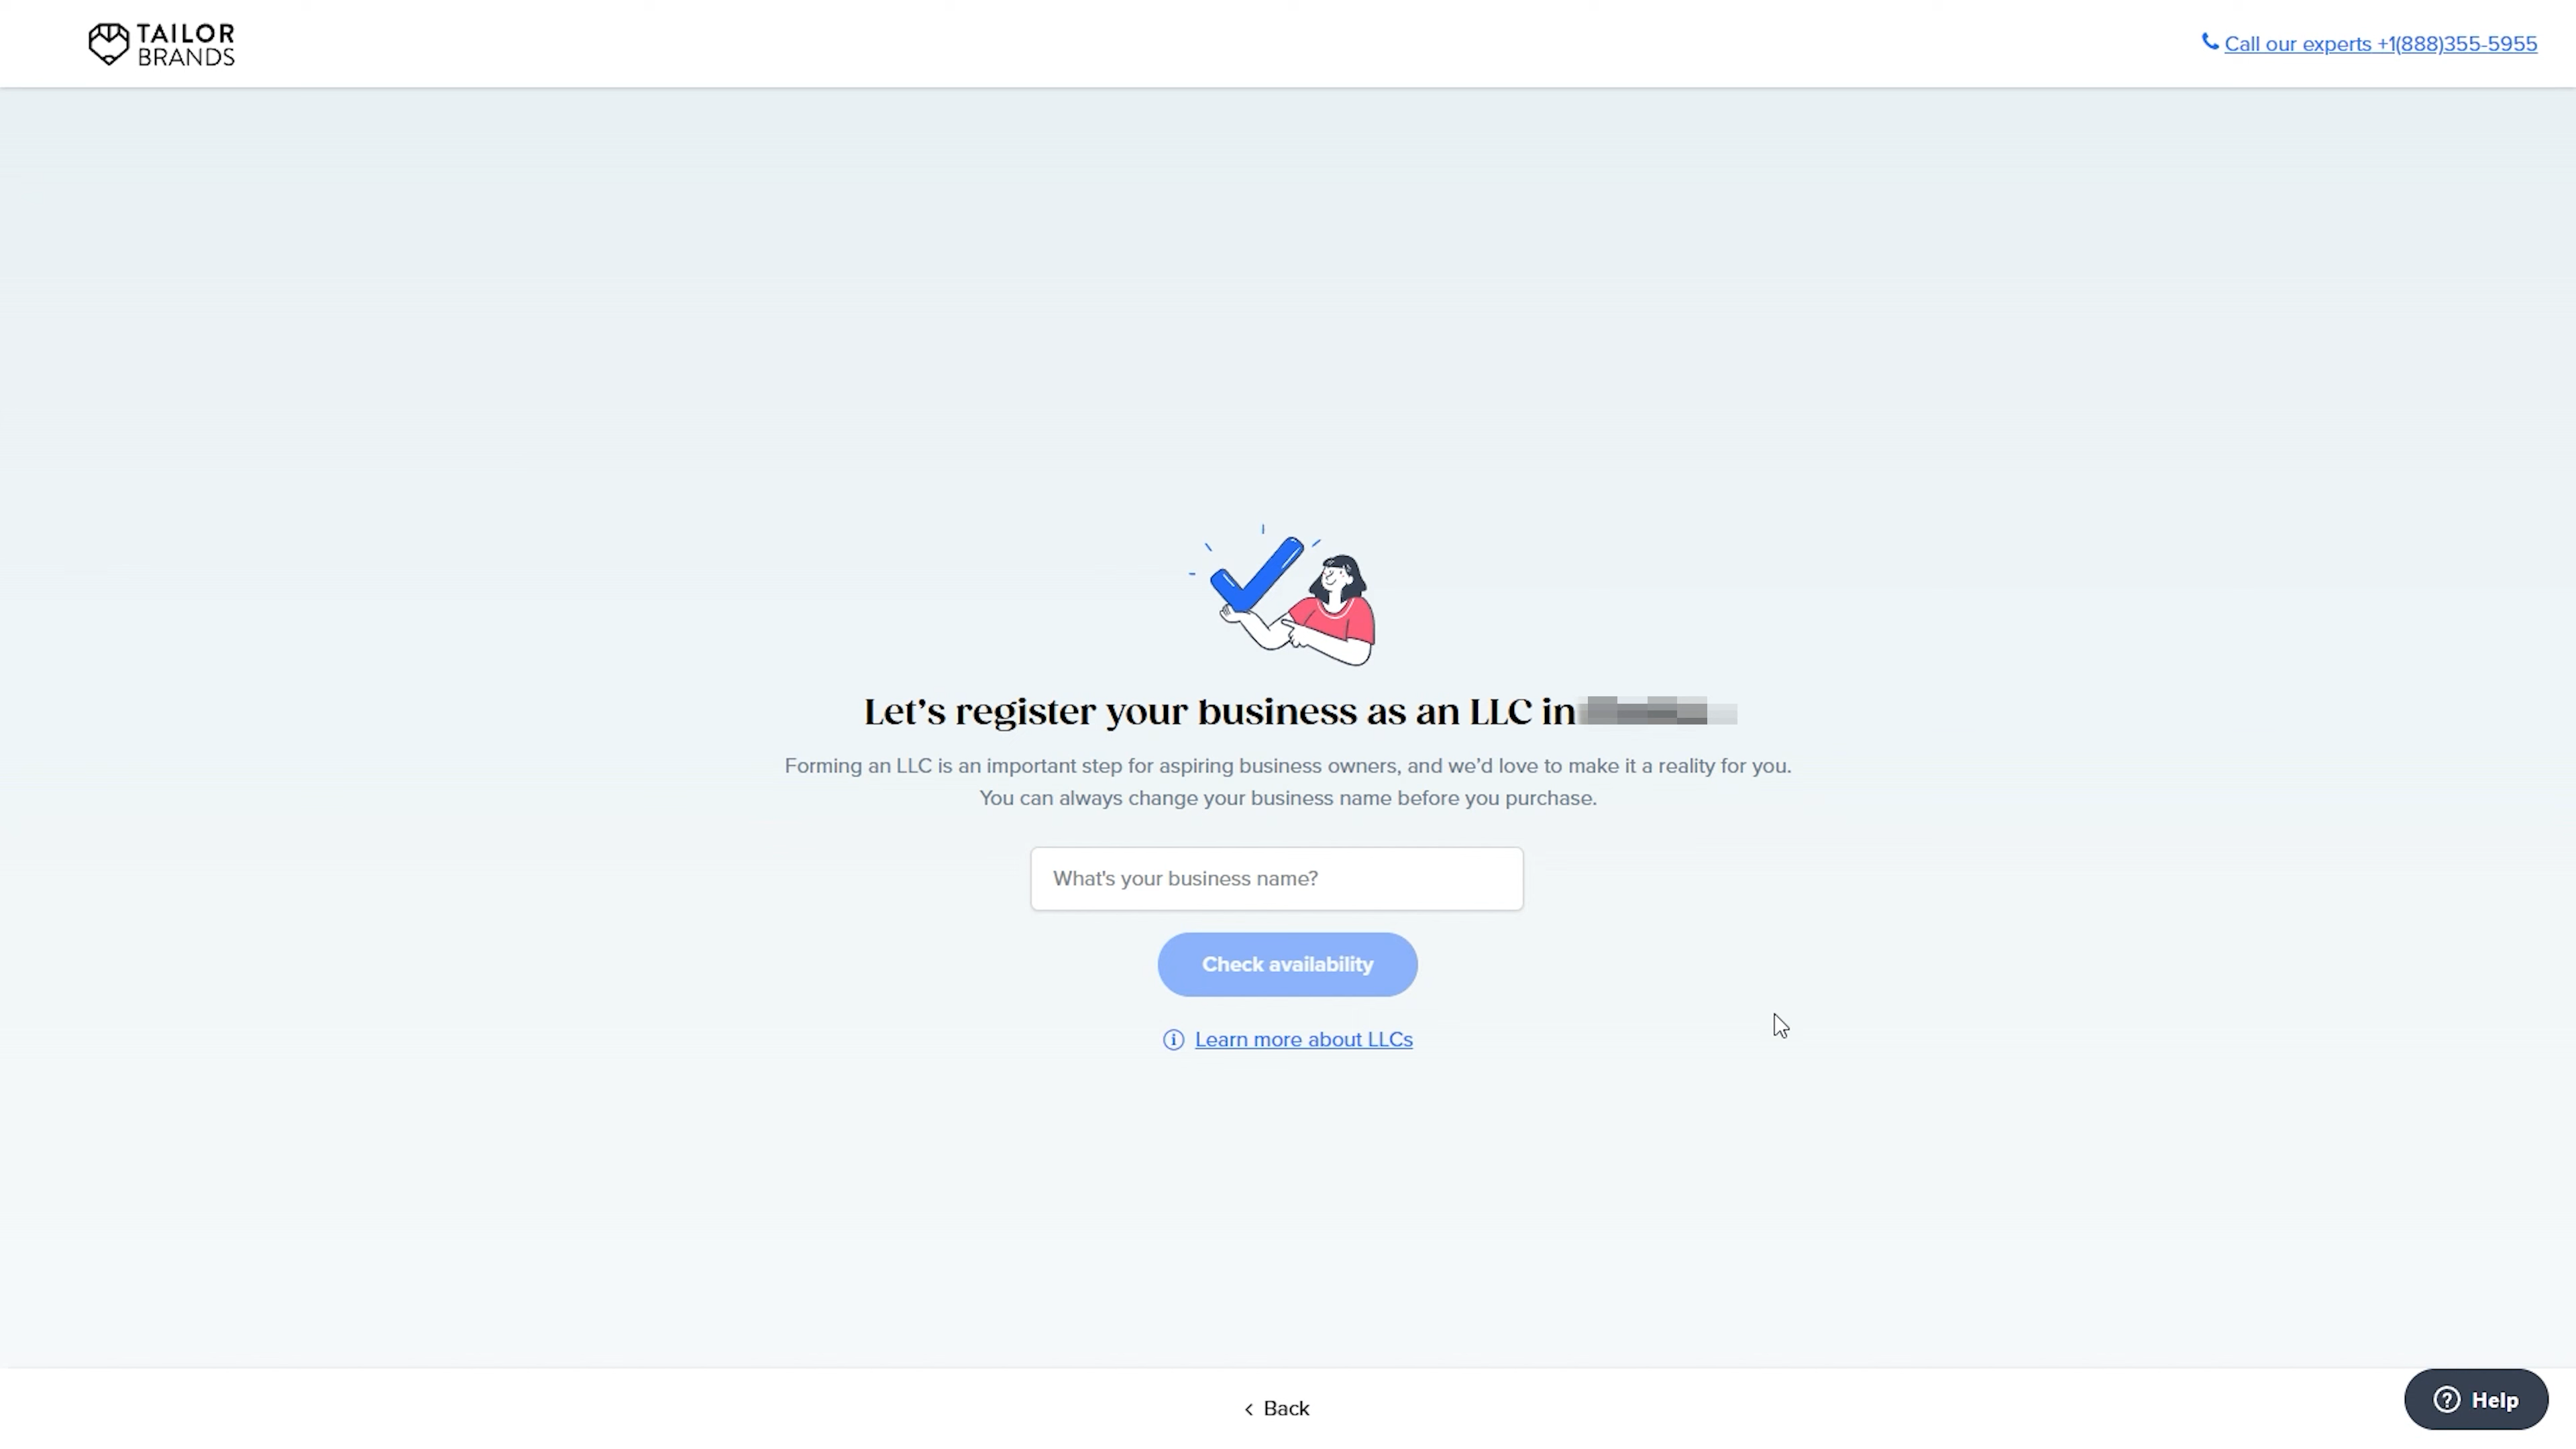 TAILOR
BRANDS
Call our experts +1(888)355-5955
Let's register your business as an LLC in
Forming an LLC is an important step for aspiring business owners, and we'd love to make it a reality for you.
You can always change your business name before you purchase.
What's your business name?
Check availability
Learn more about LLCs
Back
Help